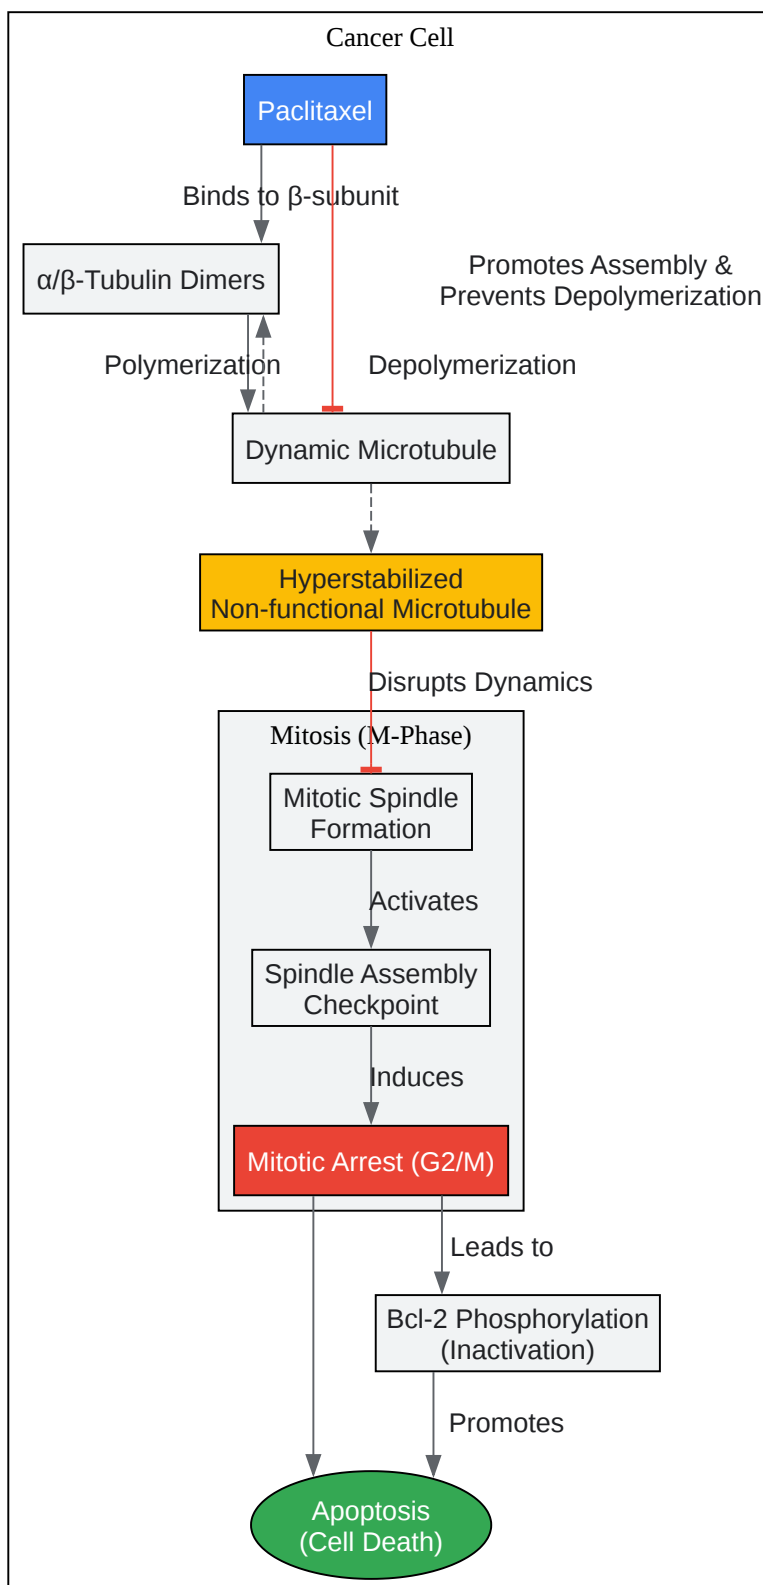 Cancer Cell
Paclitaxel
Binds to β-subunit
α/β-Tubulin Dimers
Promotes Assembly &
Prevents Depolymerization
Polymerization
Depolymerization
Dynamic Microtubule
Hyperstabilized
Non-functional Microtubule
Disrupts Dynamics
Mitosis (M-Phase)
Mitotic Spindle
Formation
Activates
Spindle Assembly
Checkpoint
Induces
Mitotic Arrest (G2/M)
Leads to
Bcl-2 Phosphorylation
(Inactivation)
Promotes
Apoptosis
(Cell Death)